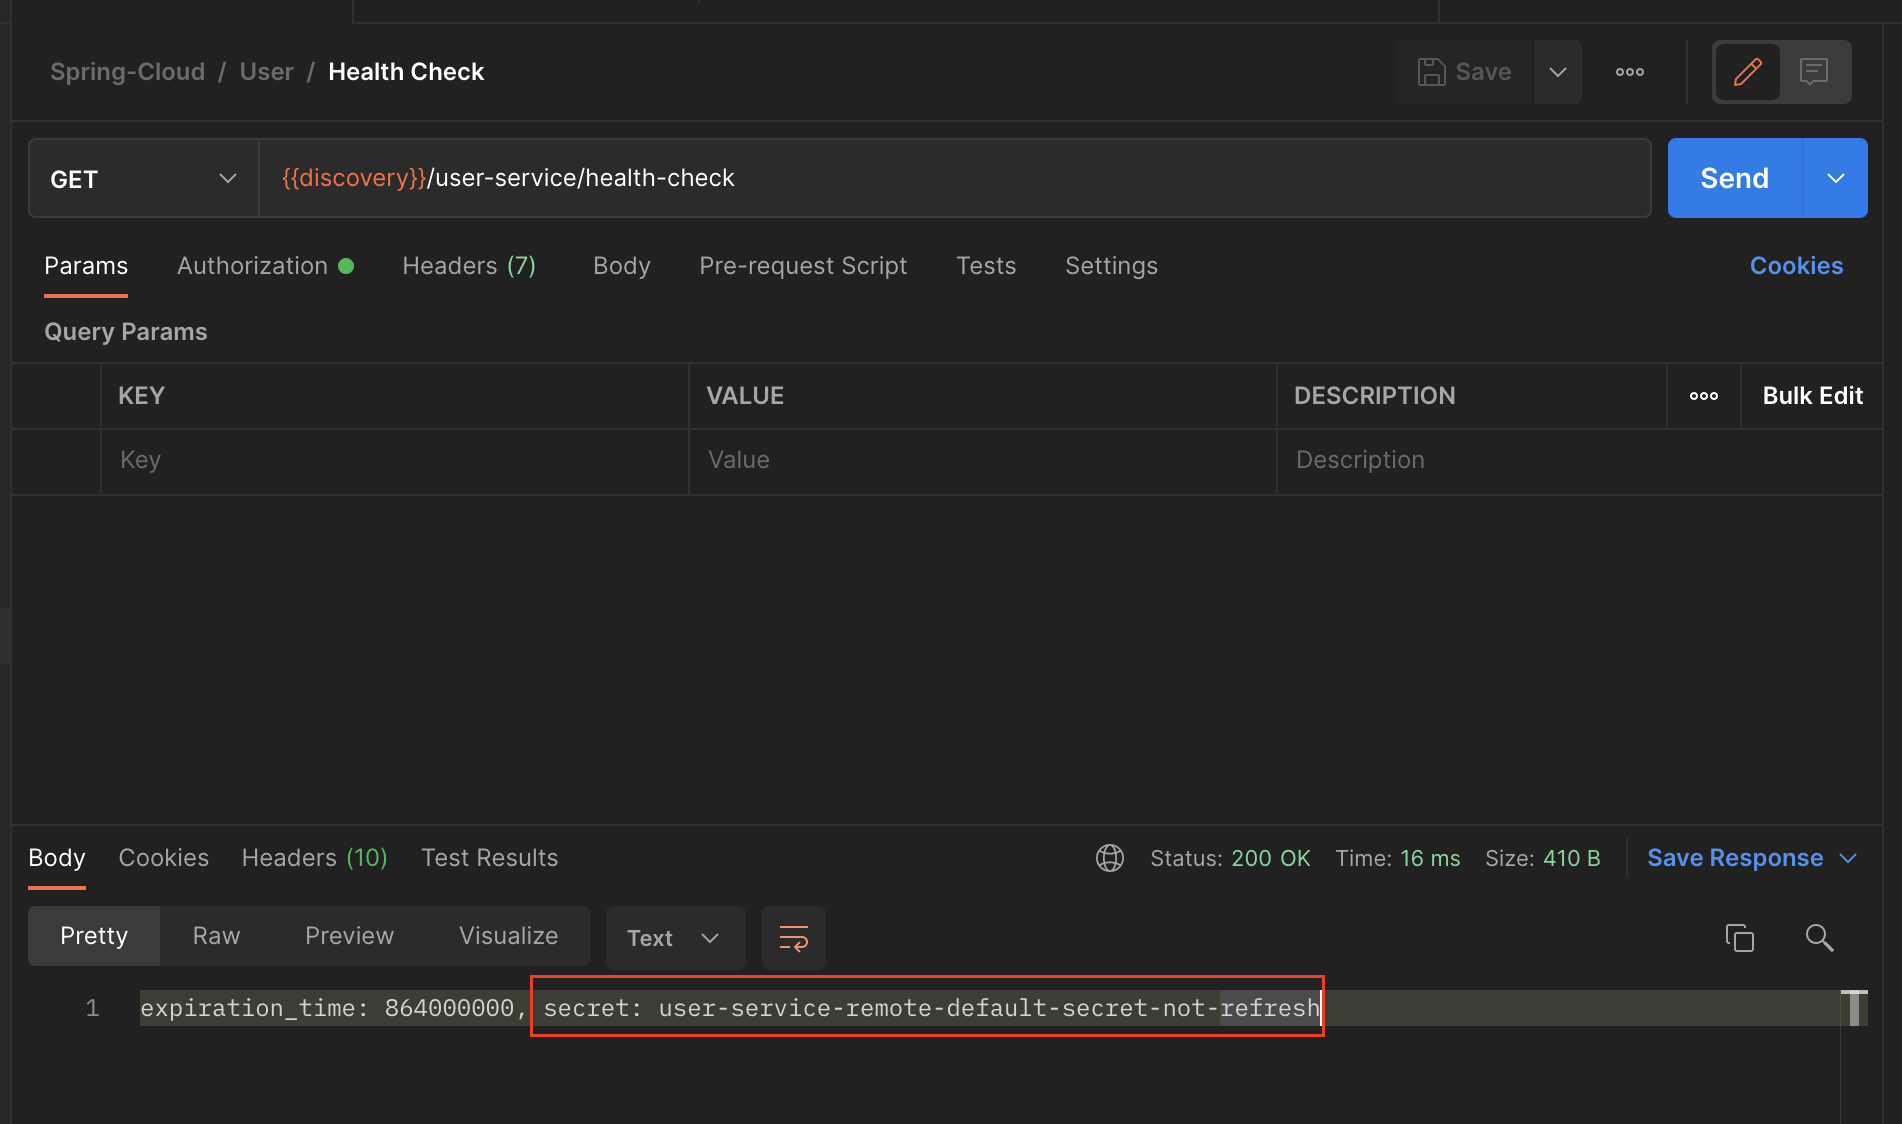 Spring-Cloud / User / Health Check
Save
GET
{{discovery}}/user-service/health-check
Send
Params Authorization Headers (7) Body Pre-request Script Tests Settings Cookies
Query Params
KEY VALUE DESCRIPTION Bulk Edit
Key Value Description
Body Cookies Headers (10) Test Results Status: 200 OK Time: 16 ms Size: 410 B Save Response
Pretty Raw Preview Visualize Text
1 expiration_time: 864000000, secret: user-service-remote-default-secret-not-refresh